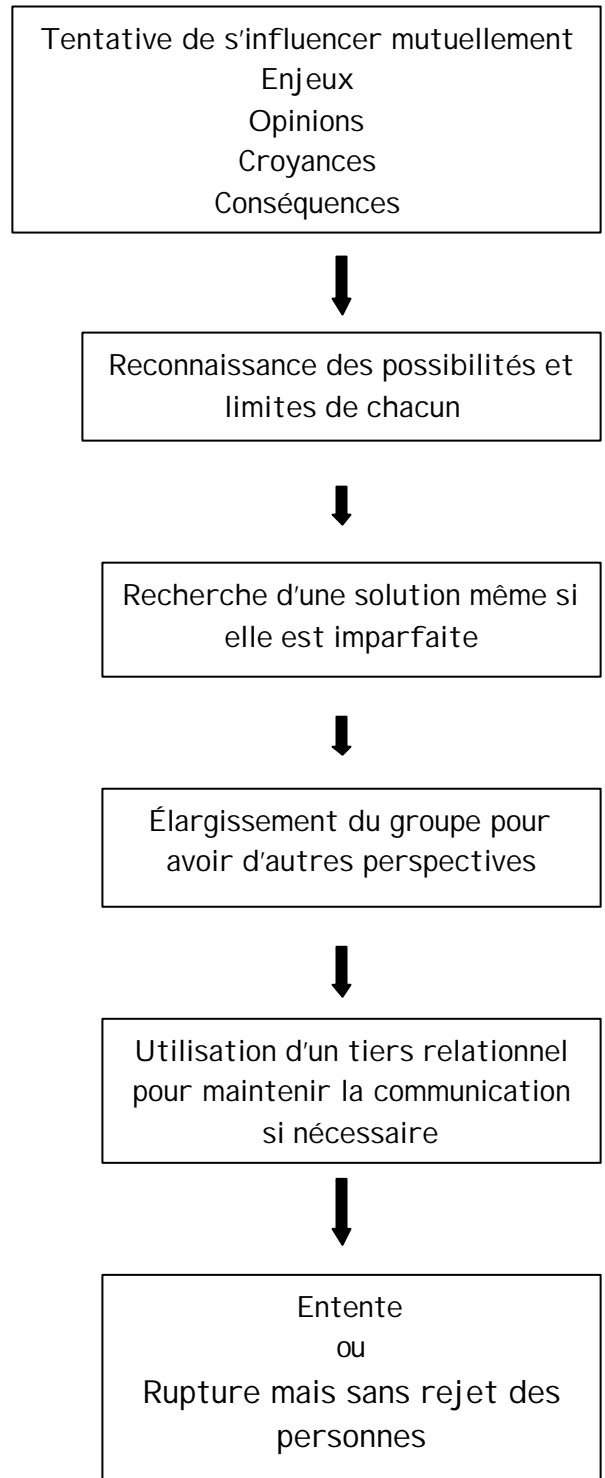 Tentative de s'influencer mutuellement
Enjeux
Opinions
Croyances
Conséquences
Reconnaissance des possibilités et
limites de chacun
Recherche d'une solution même si
elle est imparfaite
Élargissement du groupe pour
avoir d'autres perspectives
Utilisation d'un tiers relationnel
pour maintenir la communication
si nécessaire
Entente
ou
Rupture mais sans rejet des
personnes